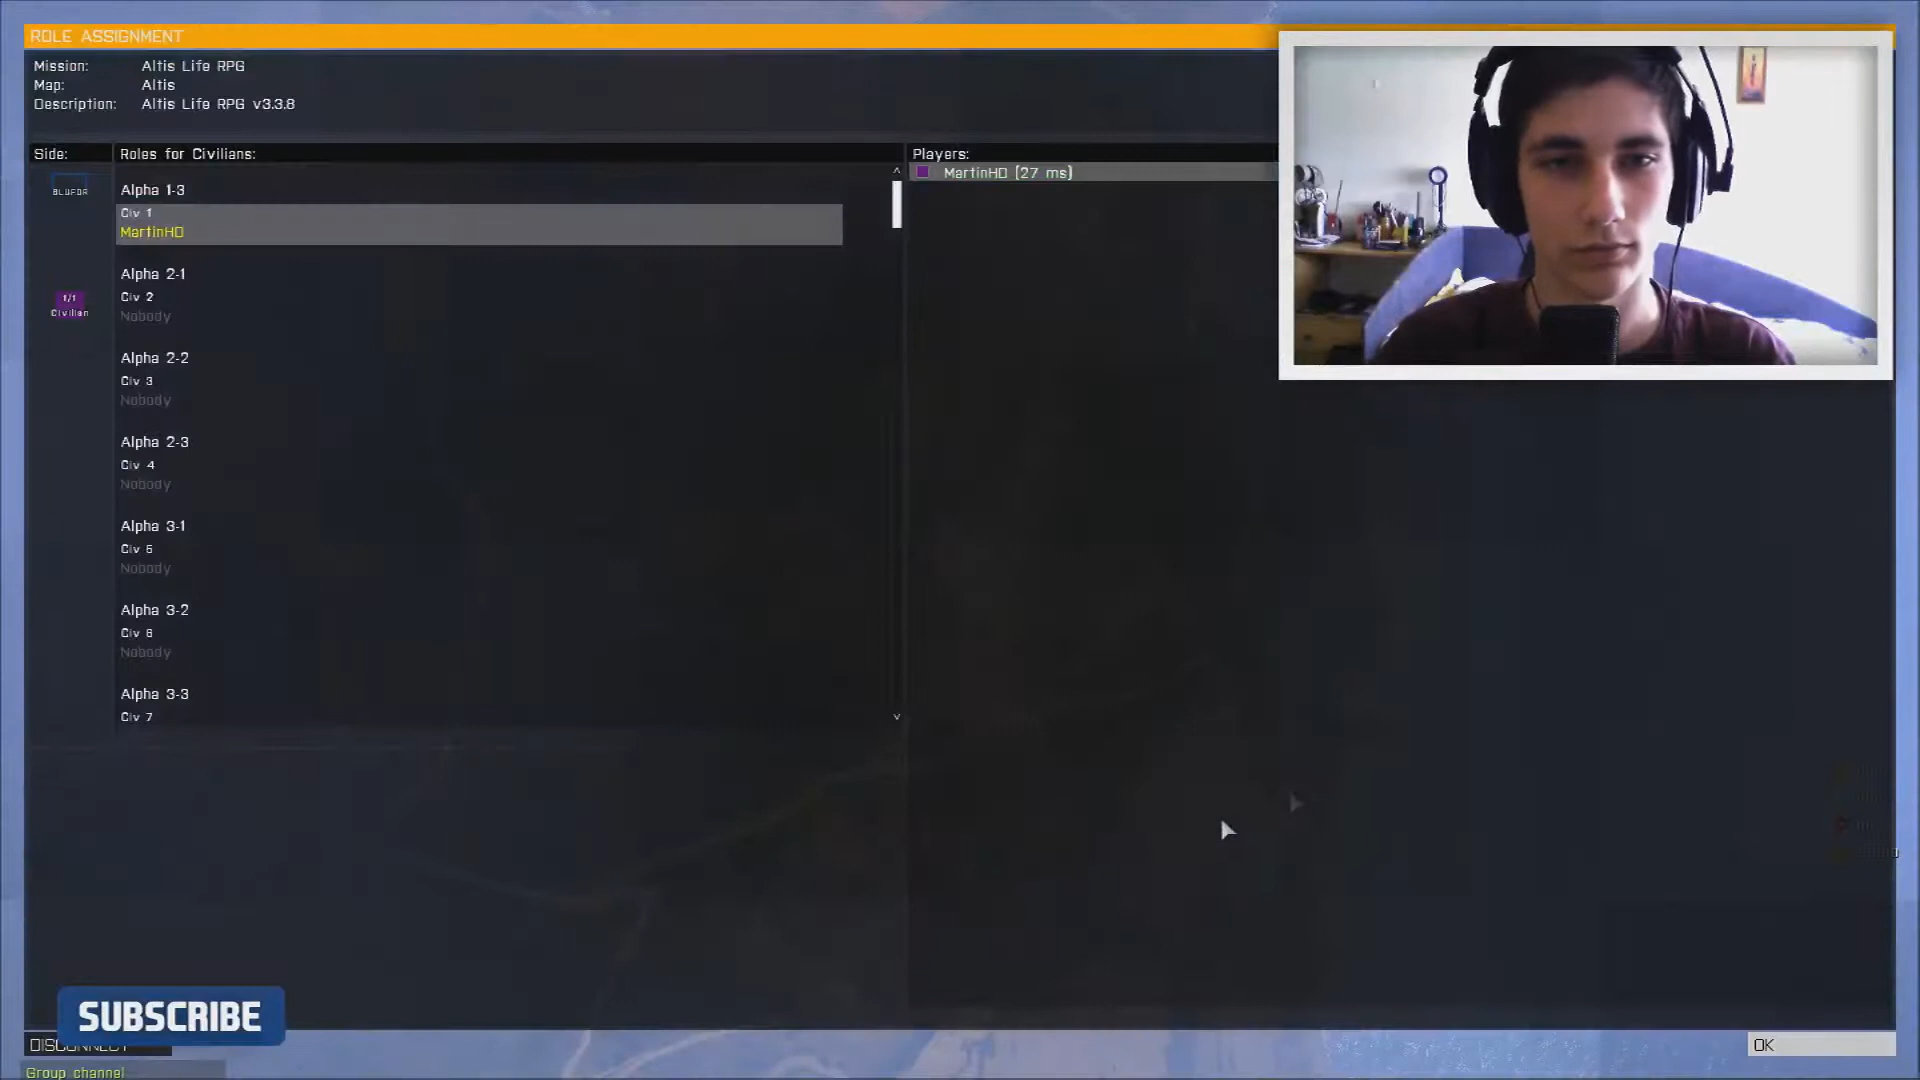 ROLE ASSIGNMENT
Mission: Altis Life RPG
Map: Altis
Description: Altis Life RPG v3.3.8
Side:
Roles for Civilians:
Players:
BLUFOR
1/1
Civilian
Alpha 1-3
Civ 1
MartinHD
Alpha 2-1
Civ 2
Nobody
Alpha 2-2
Civ 3
Nobody
Alpha 2-3
Civ 4
Nobody
Alpha 3-1
Civ 5
Nobody
Alpha 3-2
Civ 6
Nobody
Alpha 3-3
Civ 7
MartinHD (27 ms)
SUBSCRIBE
DISCONNECT
OK
Group channel